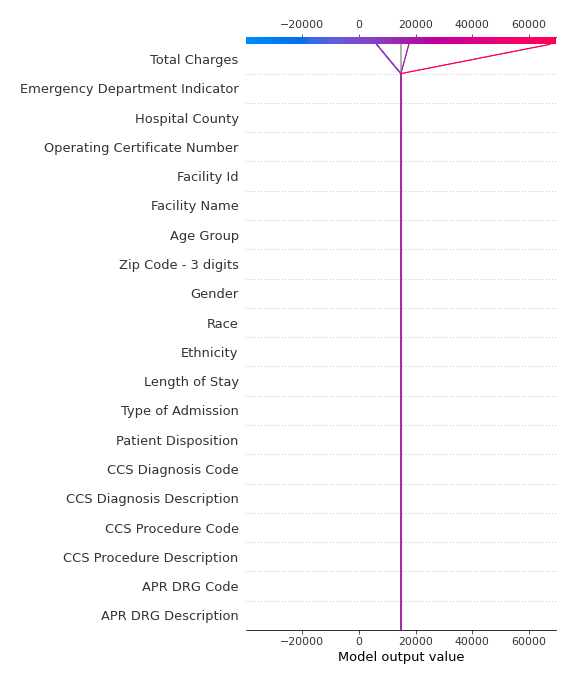 −20000 0 20000 40000 60000
Total Charges
Emergency Department Indicator
Hospital County
Operating Certificate Number
Facility Id
Facility Name
Age Group
Zip Code - 3 digits
Gender
Race
Ethnicity
Length of Stay
Type of Admission
Patient Disposition
CCS Diagnosis Code
CCS Diagnosis Description
CCS Procedure Code
CCS Procedure Description
APR DRG Code
APR DRG Description
−20000 0 20000 40000 60000
Model output value